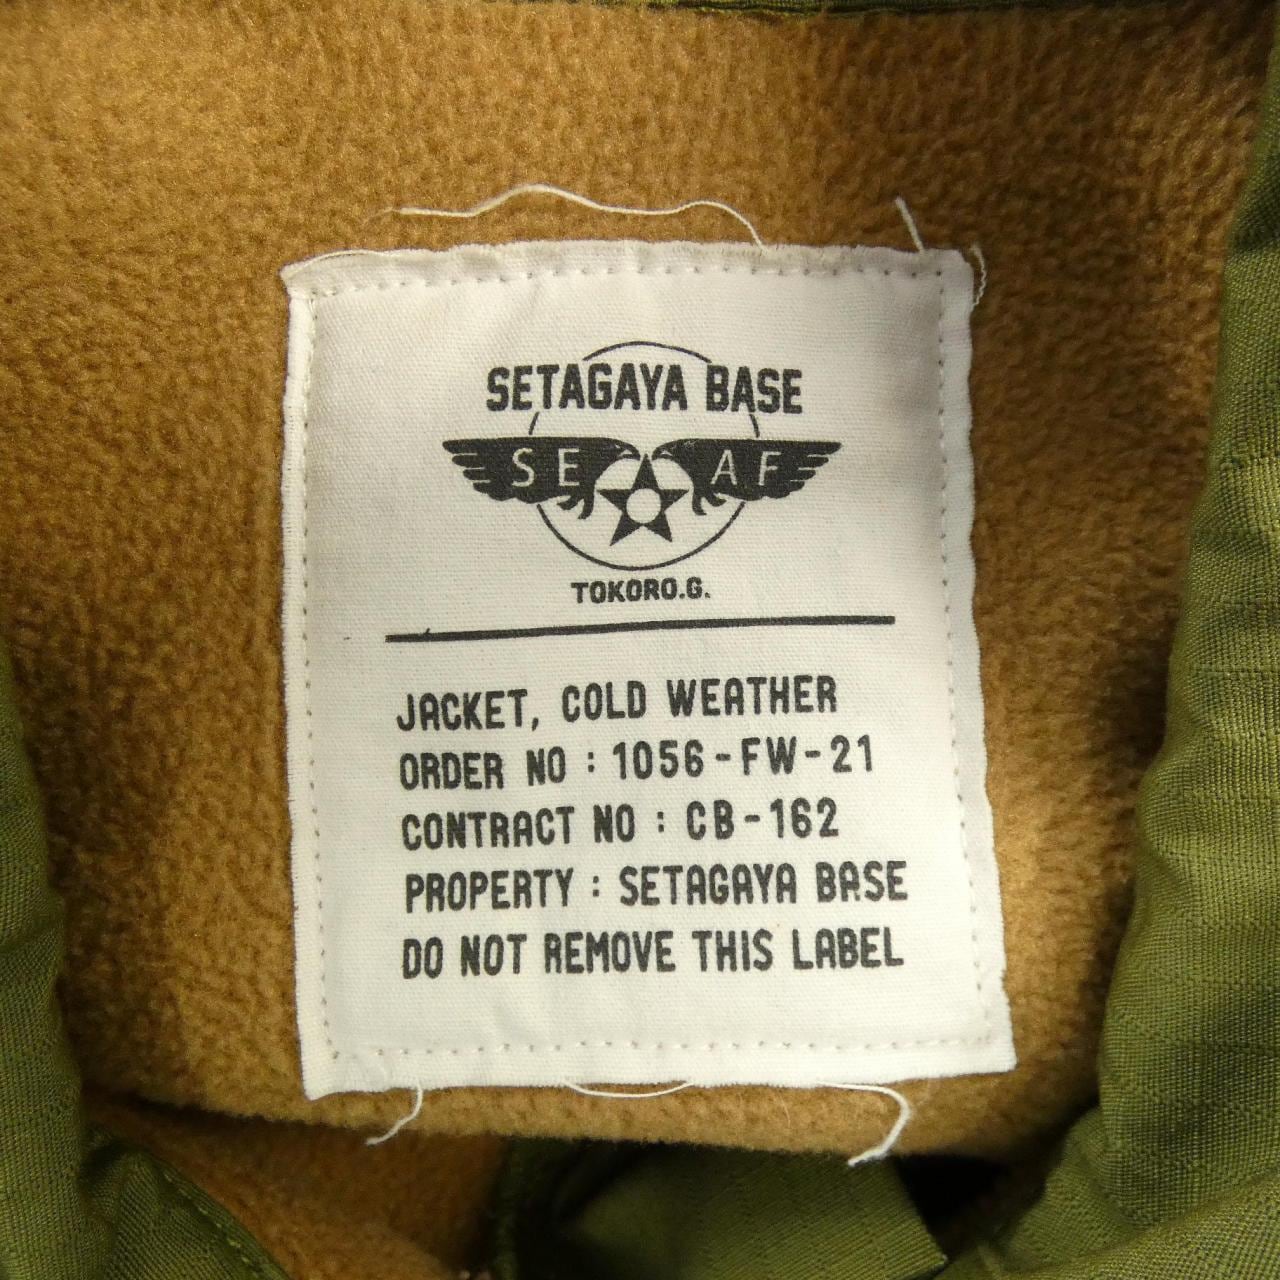 SETAGAYA BASE
SE AF
TOKORO.G.
JACKET, COLD WEATHER
ORDER NO : 1056-FW-21
CONTRACT NO : CB-162
PROPERTY : SETAGAYA BASE
DO NOT REMOVE THIS LABEL